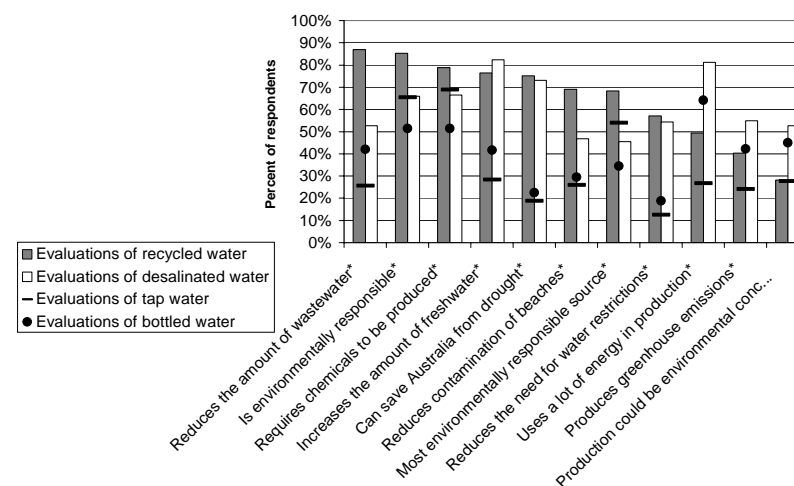 100%
90%
80%
70%
60%
50%
40%
30%
20%
10%
0%
Percent of respondents
Reduces the amount of wastewater*
Is environmentally responsible*
Requires chemicals to be produced*
Increases the amount of freshwater*
Can save Australia from drought*
Reduces contamination of beaches*
Most environmentally responsible source*
Reduces the need for water restrictions*
Uses a lot of energy in production*
Produces greenhouse emissions*
Production could be environmental conc...
Evaluations of recycled water
Evaluations of desalinated water
Evaluations of tap water
Evaluations of bottled water